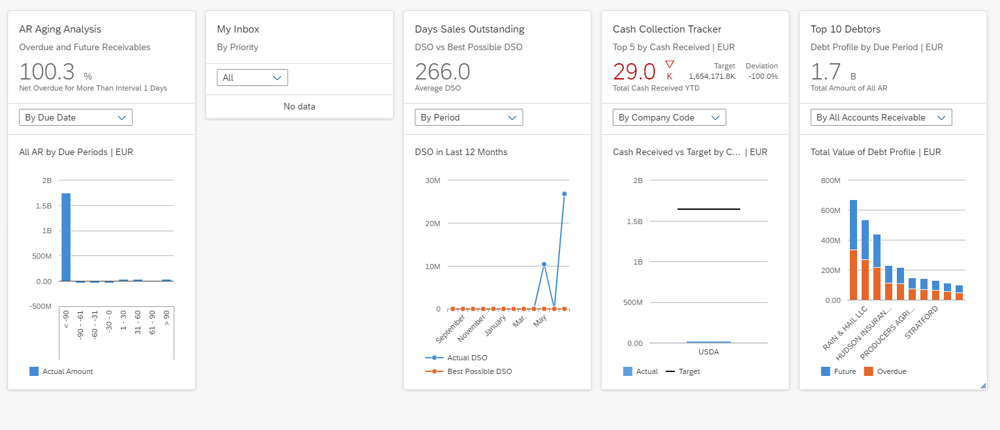 AR Aging Analysis
Overdue and Future Receivables
100.3 %
Net Overdue for More Than Interval 1 Days
By Due Date
All AR by Due Periods | EUR
2B
1.5B
1B
500M
0.00
-500M
< -90
-90 - -61
-60 - -31
-30 - 0
1 - 30
31 - 60
61 - 90
> 90
Actual Amount
My Inbox
By Priority
All
No data
Days Sales Outstanding
DSO vs Best Possible DSO
266.0
Average DSO
By Period
DSO in Last 12 Months
30M
20M
10M
0
September
November
January
Mar.
May
Actual DSO
Best Possible DSO
Cash Collection Tracker
Top 5 by Cash Received | EUR
29.0 K
Target
1,654,171.8K
Deviation
-100.0%
Total Cash Received YTD
By Company Code
Cash Received vs Target by C... | EUR
2B
1.5B
1B
500M
0.00
USDA
Actual
Target
Top 10 Debtors
Debt Profile by Due Period | EUR
1.7 B
Total Amount of All AR
By All Accounts Receivable
Total Value of Debt Profile | EUR
800M
600M
400M
200M
0.00
RAIN & HAIL LLC
HUDSON INSURAN...
PRODUCERS AGRI...
STRATFORD
Future
Overdue